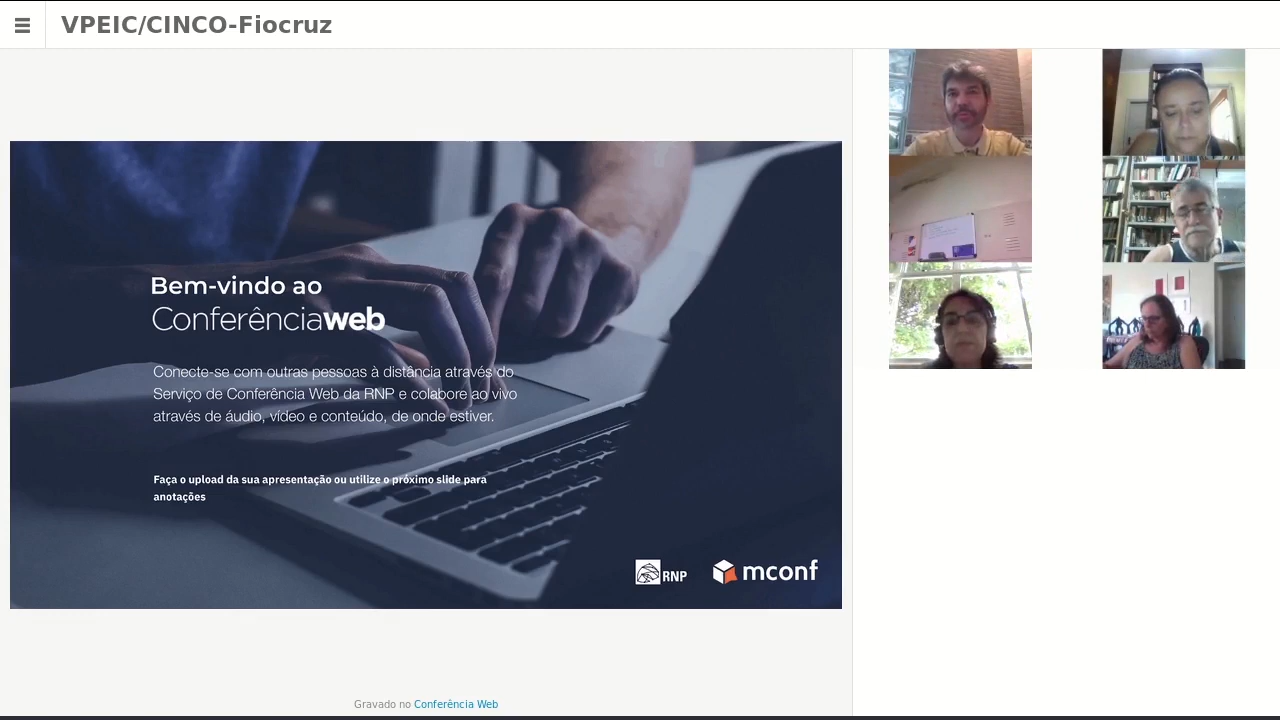 VPEIC/CINCO-Fiocruz
Bem-vindo ao
Conferênciaweb
Conecte-se com outras pessoas à distância através do
Serviço de Conferência Web da RNP e colabore ao vivo
através de áudio, vídeo e conteúdo, de onde estiver.
Faça o upload da sua apresentação ou utilize o próximo slide para
anotações
RNP
mconf
Gravado no Conferência Web